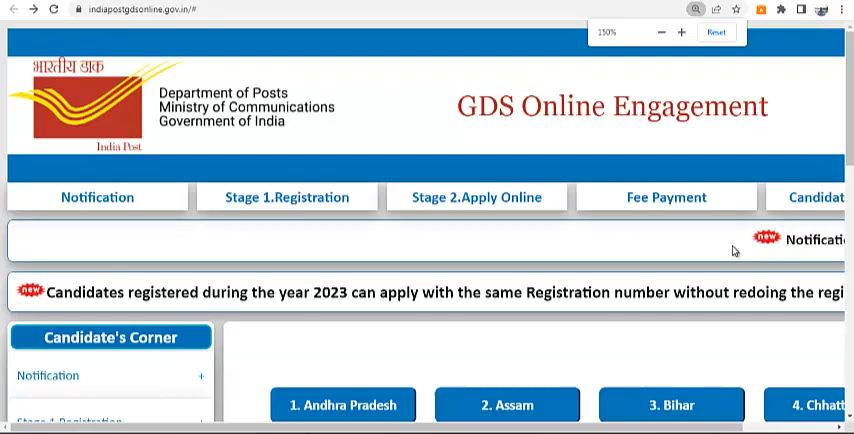 indiapostgdsonline.gov.in/#
150%
Reset
भारतीय डाक
India Post
Department of Posts
Ministry of Communications
Government of India
GDS Online Engagement
Notification
Stage 1.Registration
Stage 2.Apply Online
Fee Payment
Candidat
new Notificati
new Candidates registered during the year 2023 can apply with the same Registration number without redoing the regi
Candidate's Corner
Notification +
Stage 1.Registration
1. Andhra Pradesh
2. Assam
3. Bihar
4. Chhatt